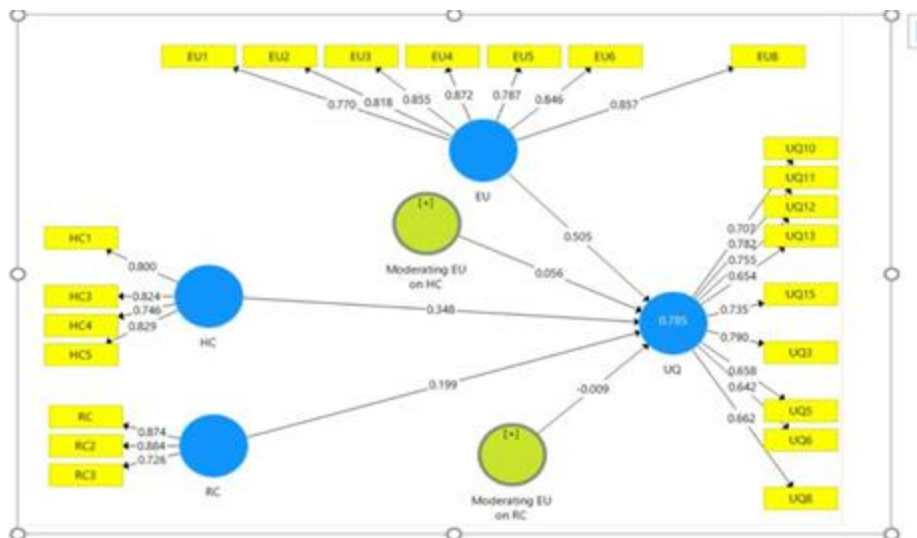 EU1 EU2 EU3 EU4 EU5 EU6 EU8
0.770 0.818 0.855 0.872 0.787 0.846 0.857
EU
[+]
Moderating EU
on HC
0.505
0.056
HC1
HC3
HC4
HC5
0.800
0.824
0.746
0.829
HC
0.348
RC
RC2
RC3
0.874
0.884
0.726
RC
0.199
[+]
Moderating EU
on RC
-0.009
0.785
UQ
0.782
0.755
0.654
0.735
0.790
0.658
0.642
0.662
UQ10
UQ11
UQ12
UQ13
UQ15
UQ3
UQ5
UQ6
UQ8